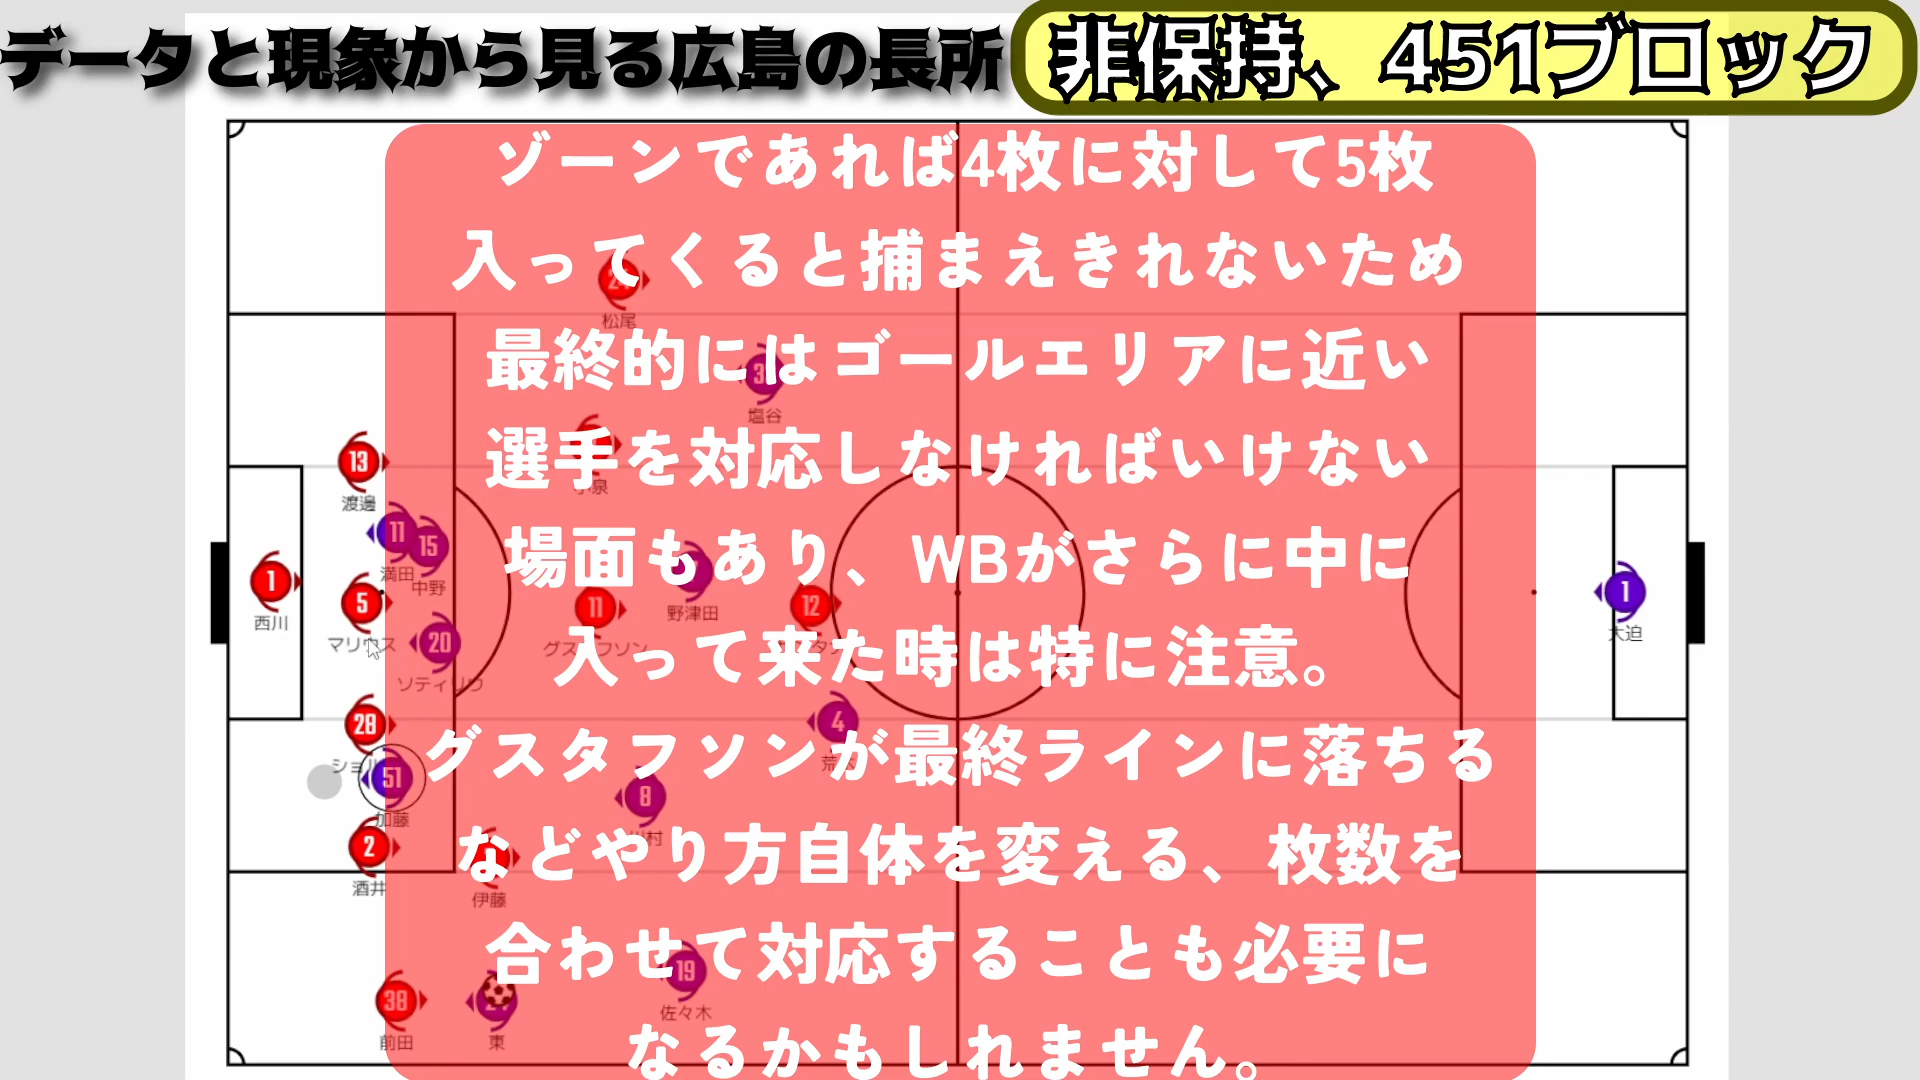 データと現象から見る広島の長所
非保持、451ブロック
ゾーンであれば4枚に対して5枚
入ってくると捕まえきれないため
最終的にはゴールエリアに近い
選手を対応しなければいけない
場面もあり、WBがさらに中に
入って来た時は特に注意。
グスタフソンが最終ラインに落ちる
などやり方自体を変える、枚数を
合わせて対応することも必要に
なるかもしれません。
松尾
塩谷
13
渡邊
11
満田
15
中野
1
西川
5
マリウス
20
ソティリウ
11
グスタフソン
野津田
12
1
大迫
28
ショル
51
加藤
4
8
2
酒井
伊藤
19
佐々木
38
前田
東